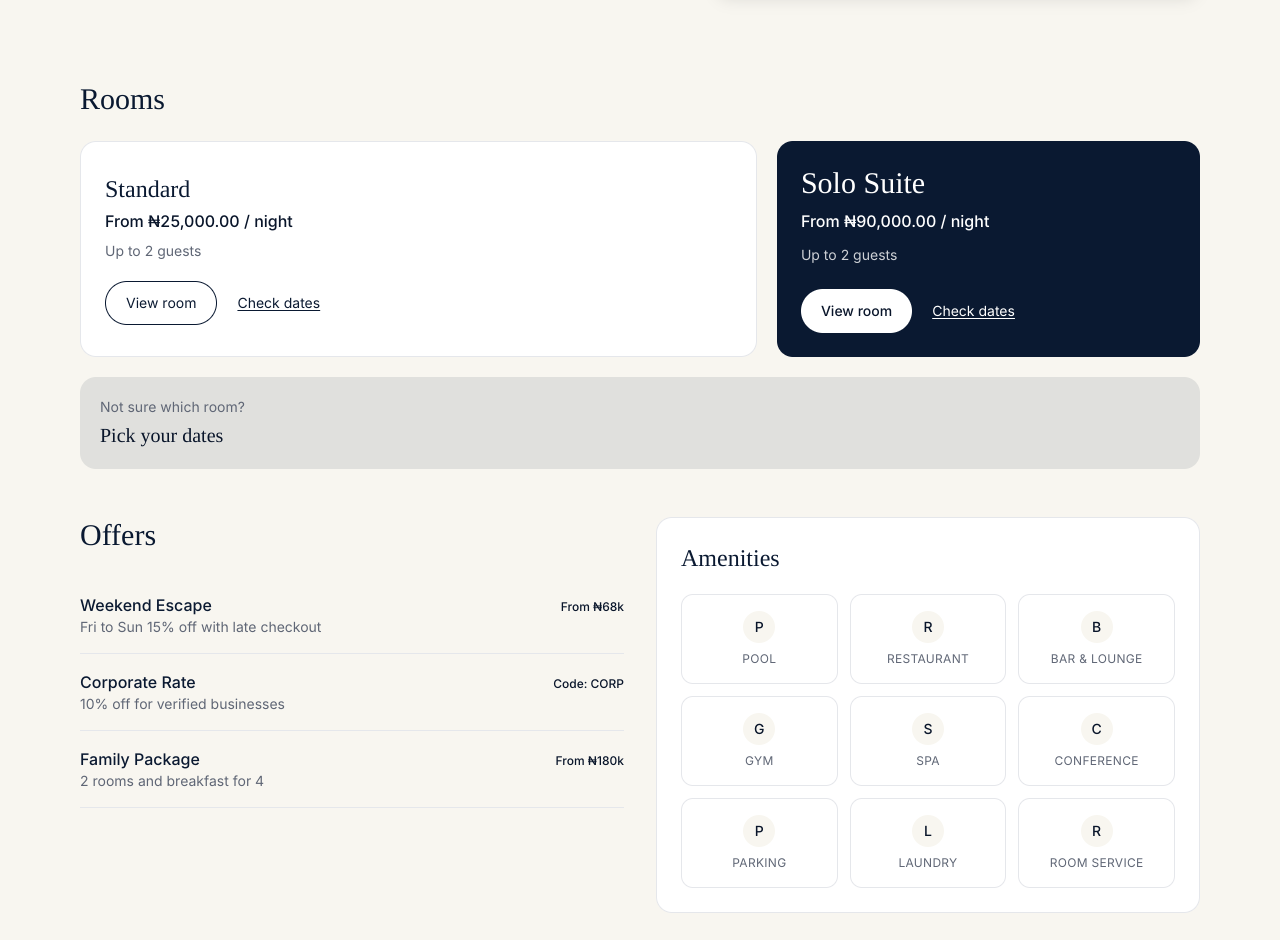 Rooms
Standard
From ₦25,000.00 / night
Up to 2 guests
View room
Check dates
Solo Suite
From ₦90,000.00 / night
Up to 2 guests
View room
Check dates
Not sure which room?
Pick your dates
Offers
Weekend Escape
From ₦68k
Fri to Sun 15% off with late checkout
Corporate Rate
Code: CORP
10% off for verified businesses
Family Package
From ₦180k
2 rooms and breakfast for 4
Amenities
P
POOL
R
RESTAURANT
B
BAR & LOUNGE
G
GYM
S
SPA
C
CONFERENCE
P
PARKING
L
LAUNDRY
R
ROOM SERVICE